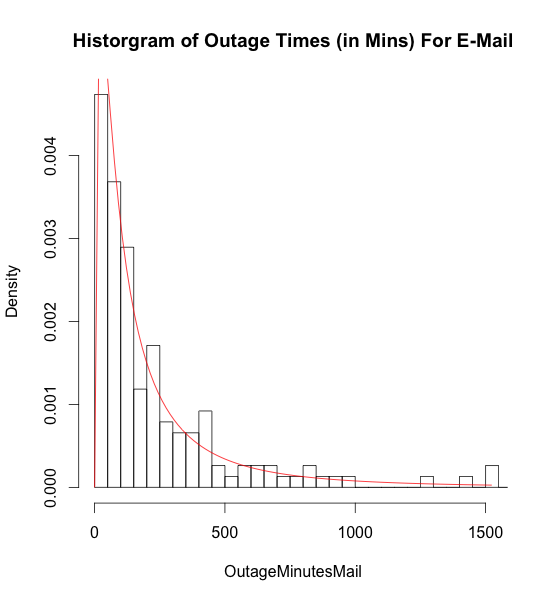 Historgram of Outage Times (in Mins) For E-Mail
Density
0.004
0.003
0.002
0.001
0.000
0 500 1000 1500
OutageMinutesMail